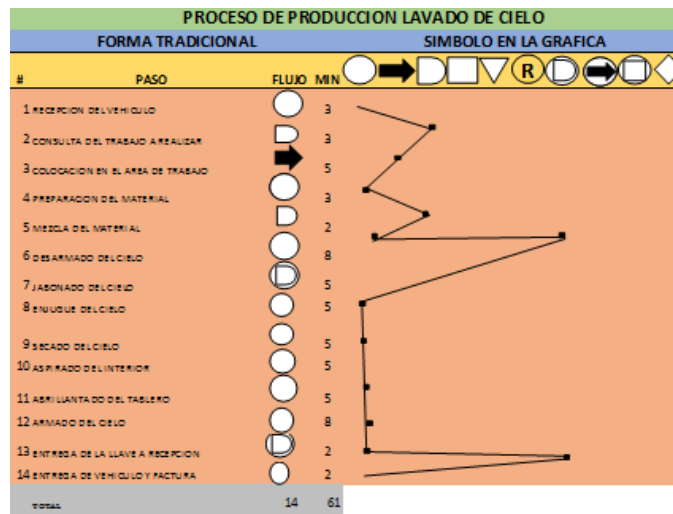 PROCESO DE PRODUCCION LAVADO DE CIELO
FORMA TRADICIONAL SIMBOLO EN LA GRAFICA
# PASO FLUJO MIN R
1 RECEPCION DEL VEHICULO 3
2 CONSULTA DEL TRABAJO A REALIZAR 3
3 COLOCACION EN EL AREA DE TRABAJO 5
4 PREPARACION DEL MATERIAL 3
5 MEZCLA DEL MATERIAL 2
6 DESARMADO DEL CIELO 8
7 JABONADO DEL CIELO 5
8 ENJUGUE DEL CIELO 5
9 SECADO DEL CIELO 5
10 ASPIRADO DEL INTERIOR 5
11 ABRILLANTADO DEL TABLERO 5
12 ARMADO DEL CIELO 8
13 ENTREGA DE LA LLAVE A RECEPCION 2
14 ENTREGA DE VEHICULO Y FACTURA 2
TOTAL 14 61